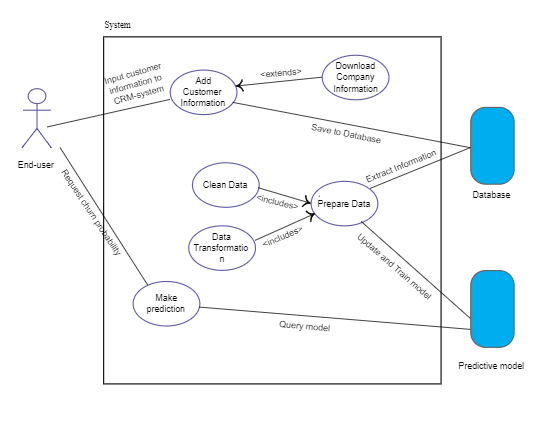 System
Input customer
information to
CRM-system
Add
Customer
Information
<extends>
Download
Company
Information
End-user
Save to Database
Extract Information
Database
Request churn probability
Clean Data
<includes>
Prepare Data
Data
Transformatio
n
<includes>
Update and Train model
Make
prediction
Query model
Predictive model